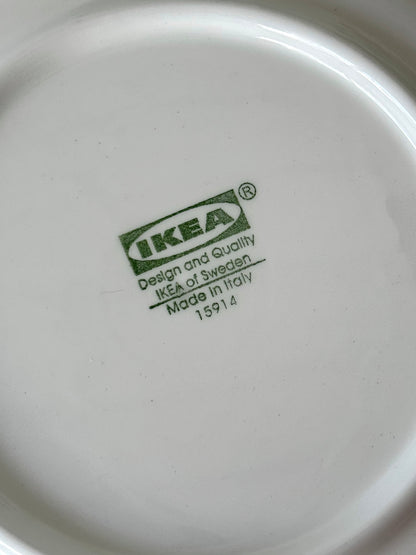 IKEA®
Design and Quality
IKEA of Sweden
Made in Italy
15914